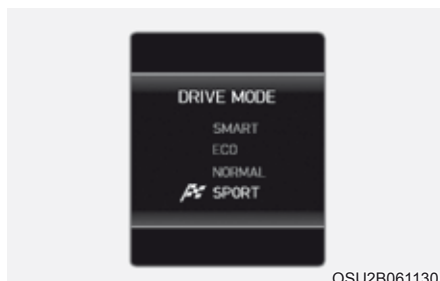 DRIVE MODE
SMART
ECO
NORMAL
SPORT
OSU2B061130